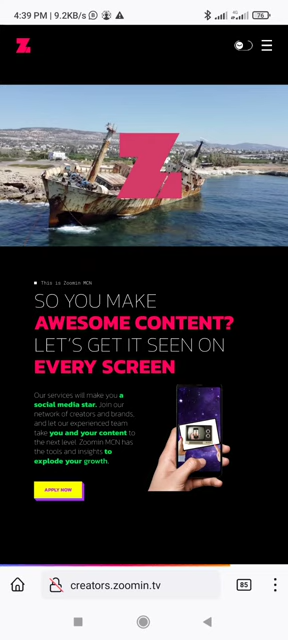 4:39 PM | 9.2KB/s
76
This is Zoomin MCN
SO YOU MAKE
AWESOME CONTENT?
LET'S GET IT SEEN ON
EVERY SCREEN
Our services will make you a
social media star. Join our
network of creators and brands,
and let our experienced team
take you and your content to
the next level. Zoomin MCN has
the tools and insights to
explode your growth.
APPLY NOW
creators.zoomin.tv
85